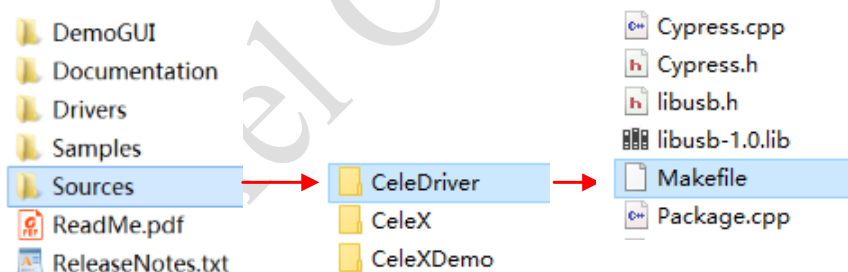 DemoGUI
Documentation
Drivers
Samples
Sources
ReadMe.pdf
ReleaseNotes.txt
CeleDriver
CeleX
CeleXDemo
Cypress.cpp
Cypress.h
libusb.h
libusb-1.0.lib
Makefile
Package.cpp